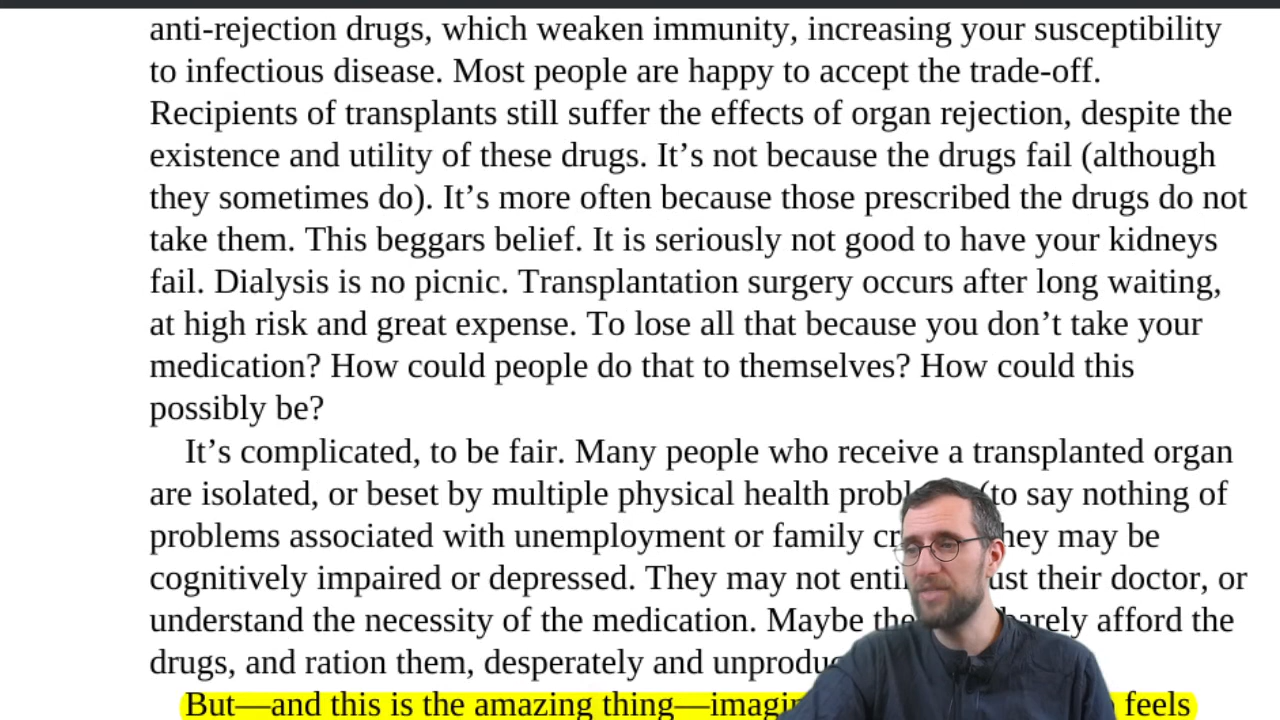 anti-rejection drugs, which weaken immunity, increasing your susceptibility
to infectious disease. Most people are happy to accept the trade-off.
Recipients of transplants still suffer the effects of organ rejection, despite the
existence and utility of these drugs. It’s not because the drugs fail (although
they sometimes do). It’s more often because those prescribed the drugs do not
take them. This beggars belief. It is seriously not good to have your kidneys
fail. Dialysis is no picnic. Transplantation surgery occurs after long waiting,
at high risk and great expense. To lose all that because you don’t take your
medication? How could people do that to themselves? How could this
possibly be?
It’s complicated, to be fair. Many people who receive a transplanted organ
are isolated, or beset by multiple physical health (to say nothing of
problems associated with unemployment or family may be
cognitively impaired or depressed. They may not their doctor, or
understand the necessity of the medication. Maybe barely afford the
drugs, and ration them, desperately and
But—and this is the amazing thing— feels